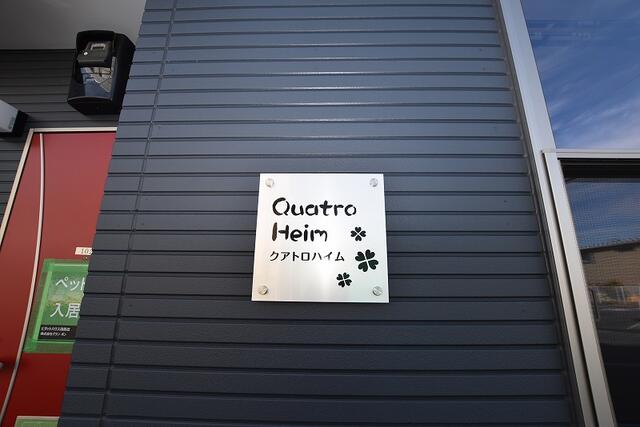 Quatro
Heim
クアトロハイム
ペッ
入居